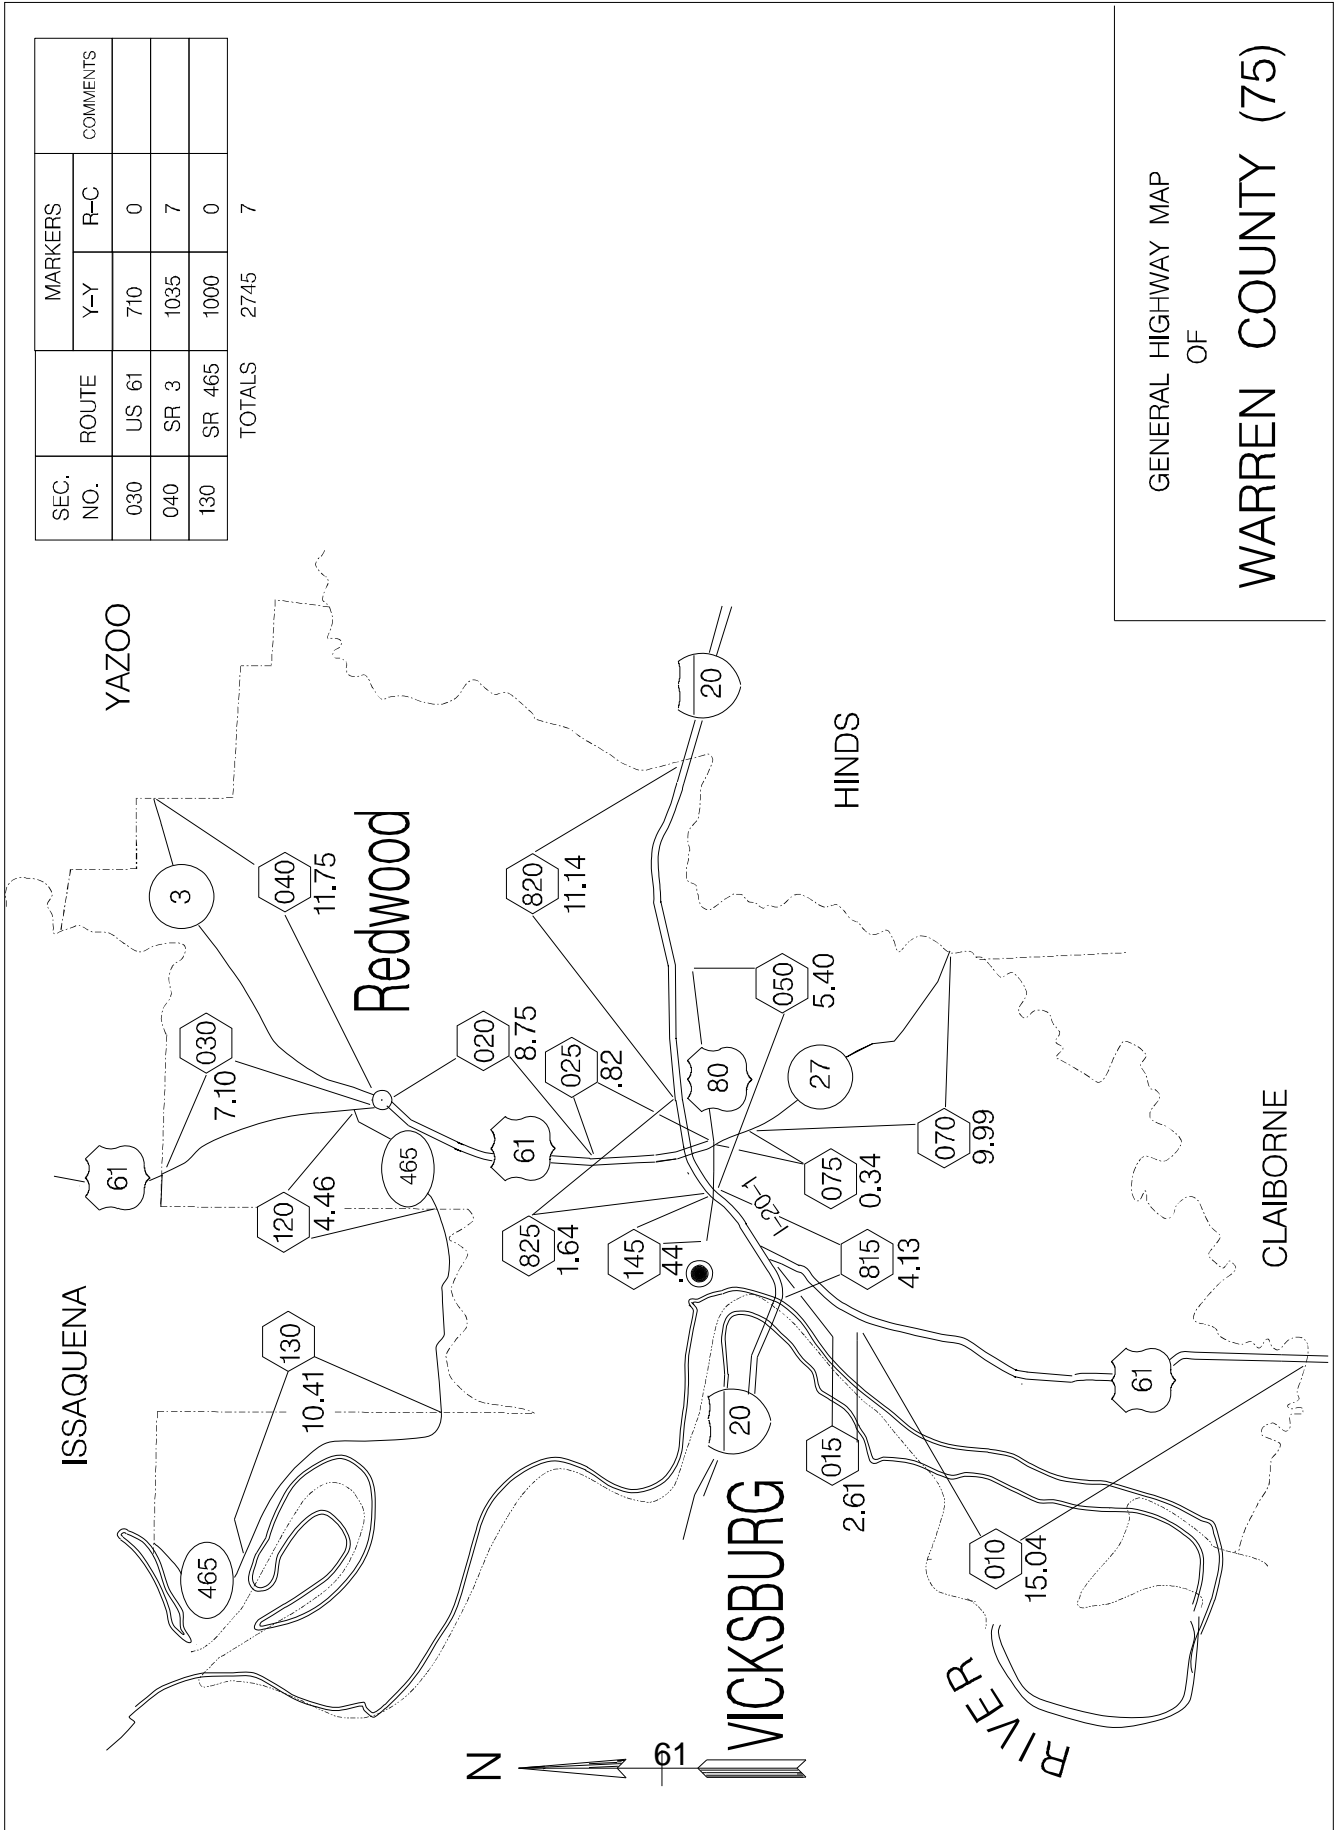 SEC. NO. ROUTE MARKERS COMMENTS
Y-Y R-C
030 US 61 710 0
040 SR 3 1035 7
130 SR 465 1000 0
TOTALS 2745 7
YAZOO
ISSAQUENA
61
3
030
7.10
040
11.75
120
4.46
130
10.41
465
465
Redwood
020
8.75
61
025
.82
820
11.14
825
1.64
145
.44
20
80
050
5.40
27
HINDS
I-20-1
075
0.34
815
4.13
070
9.99
20
VICKSBURG
015
2.61
010
15.04
61
CLAIBORNE
RIVER
N
61
GENERAL HIGHWAY MAP
OF
WARREN COUNTY (75)